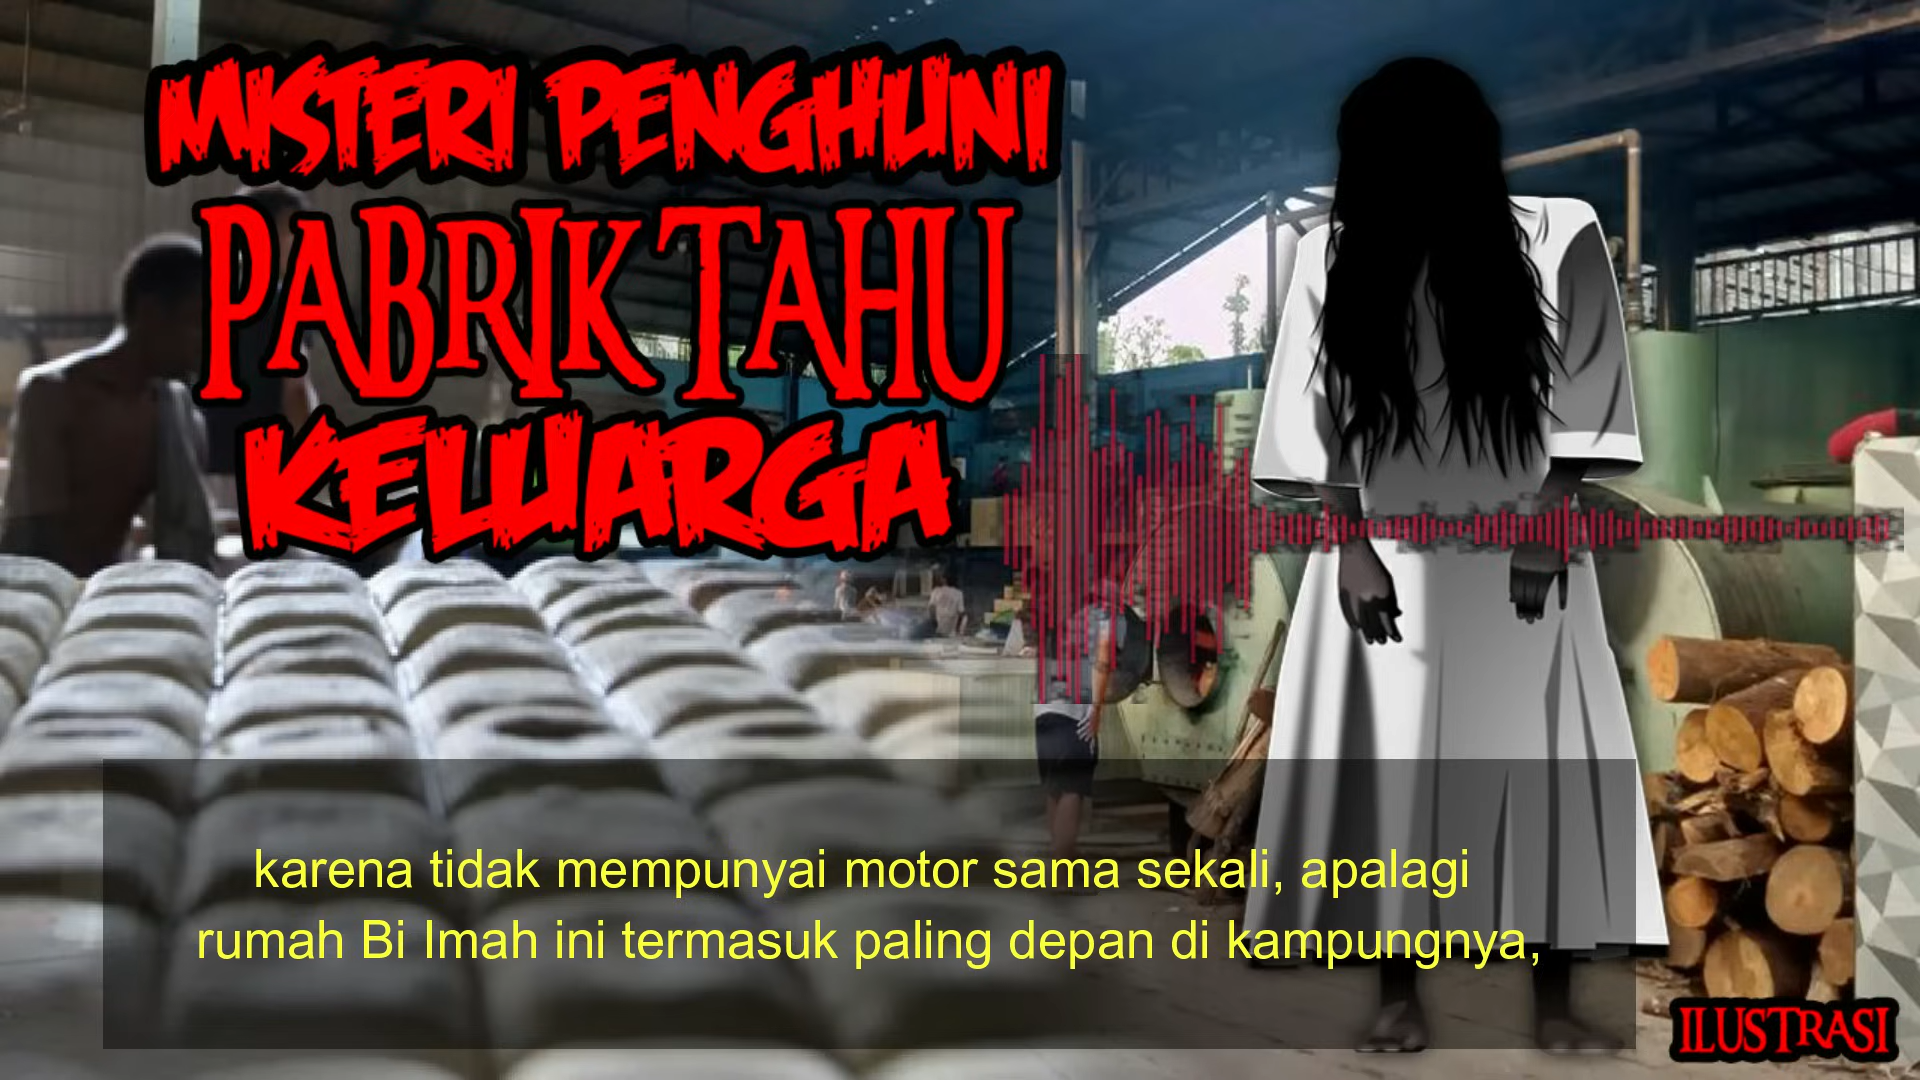 MISTERI PENGHUNI
PABRIK TAHU
KELUARGA
karena tidak mempunyai motor sama sekali, apalagi
rumah Bi Imah ini termasuk paling depan di kampungnya,
ILUSTRASI